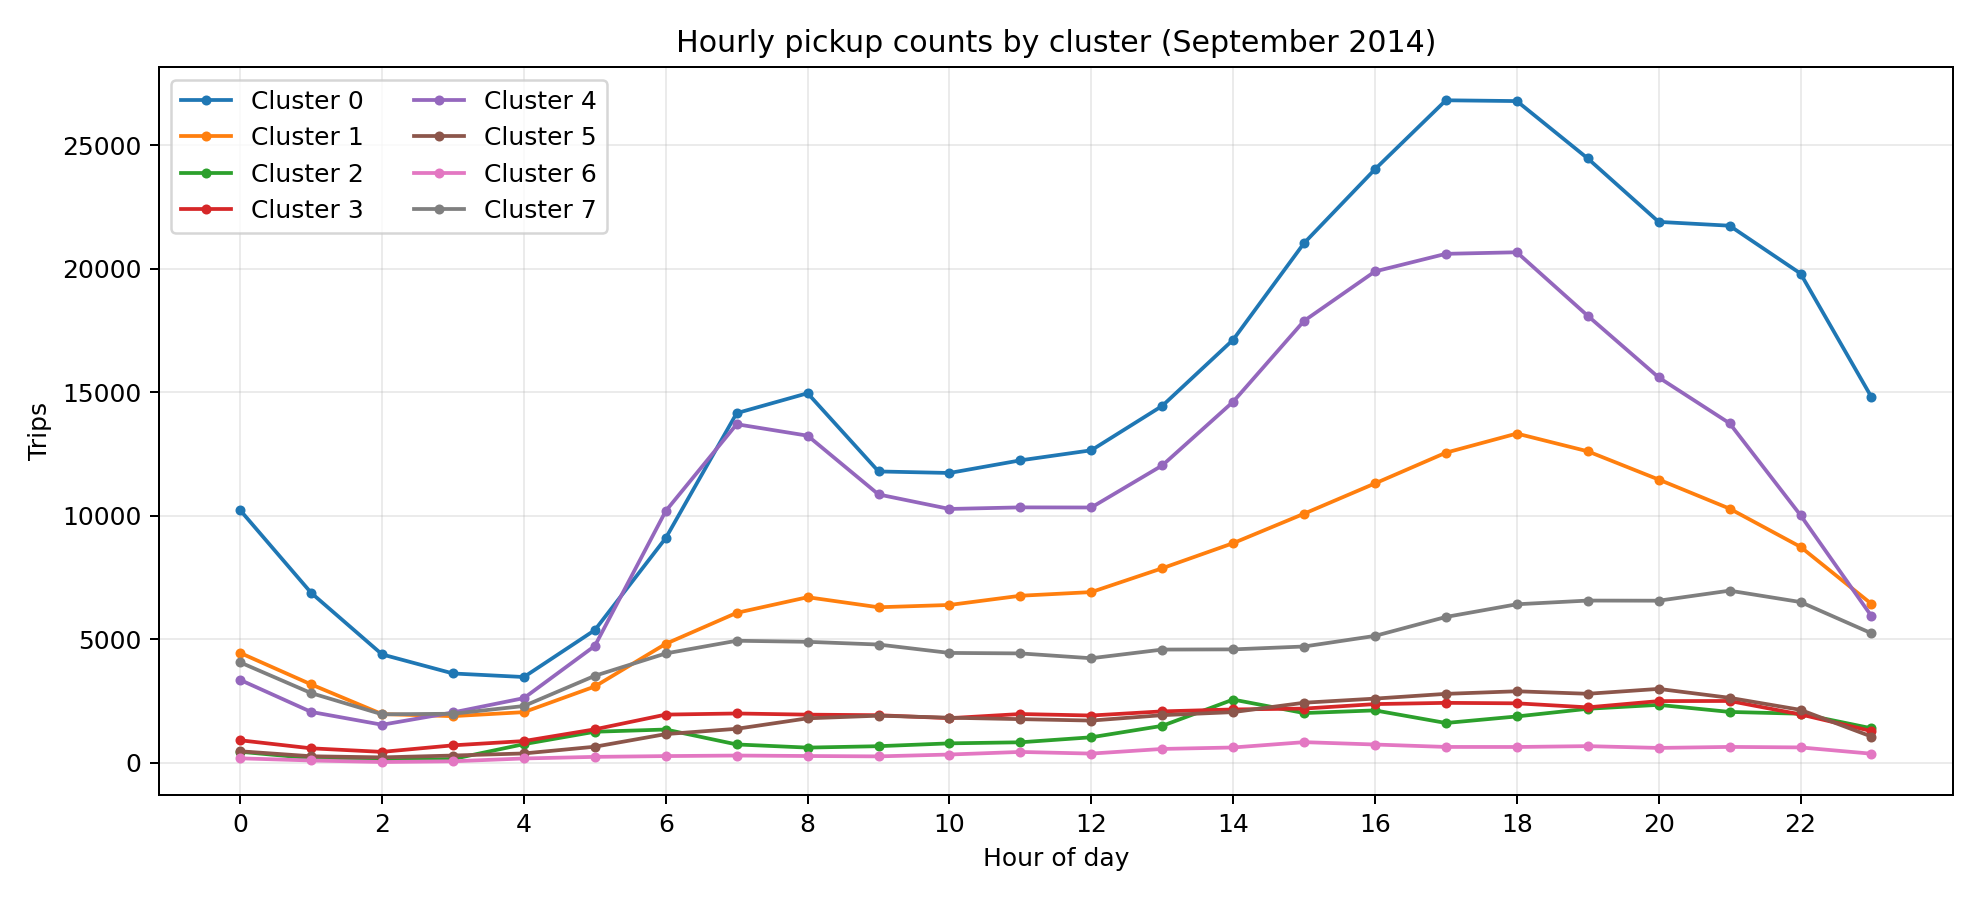 Hourly pickup counts by cluster (September 2014)
Cluster 0
Cluster 1
Cluster 2
Cluster 3
Cluster 4
Cluster 5
Cluster 6
Cluster 7
Trips
25000
20000
15000
10000
5000
0
0 2 4 6 8 10 12 14 16 18 20 22
Hour of day